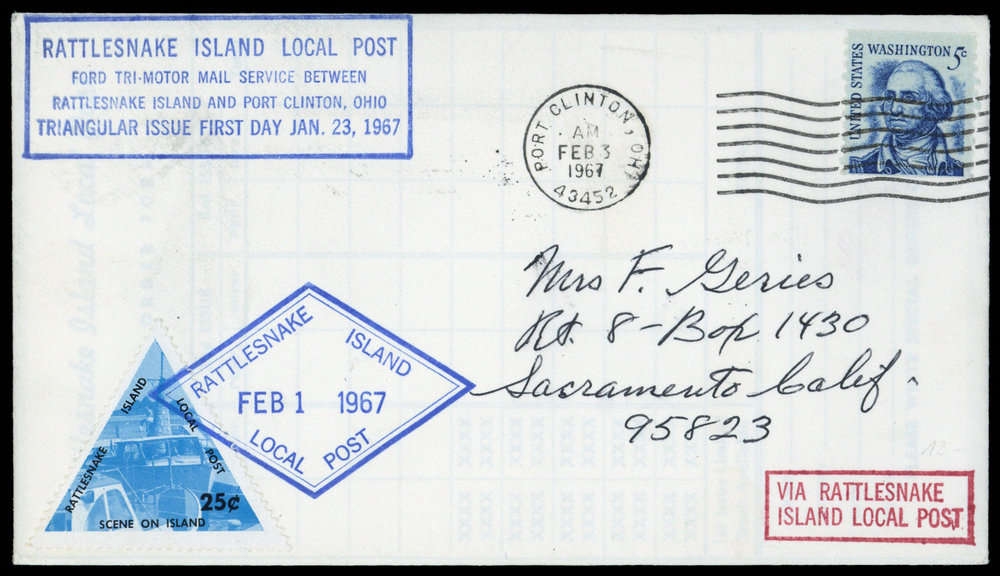 RATTLESNAKE ISLAND LOCAL POST
FORD TRI-MOTOR MAIL SERVICE BETWEEN
RATTLESNAKE ISLAND AND PORT CLINTON, OHIO
TRIANGULAR ISSUE FIRST DAY JAN. 23, 1967
PORT CLINTON, OHI
AM
FEB 3
1967
43452
UNITED STATES
WASHINGTON 5c
Mrs F. Geries
Rt. 8-Box 1430
Sacramento Calif
95823
RATTLESNAKE ISLAND
FEB 1 1967
LOCAL POST
RATTLESNAKE ISLAND LOCAL POST
25¢
SCENE ON ISLAND
VIA RATTLESNAKE
ISLAND LOCAL POST